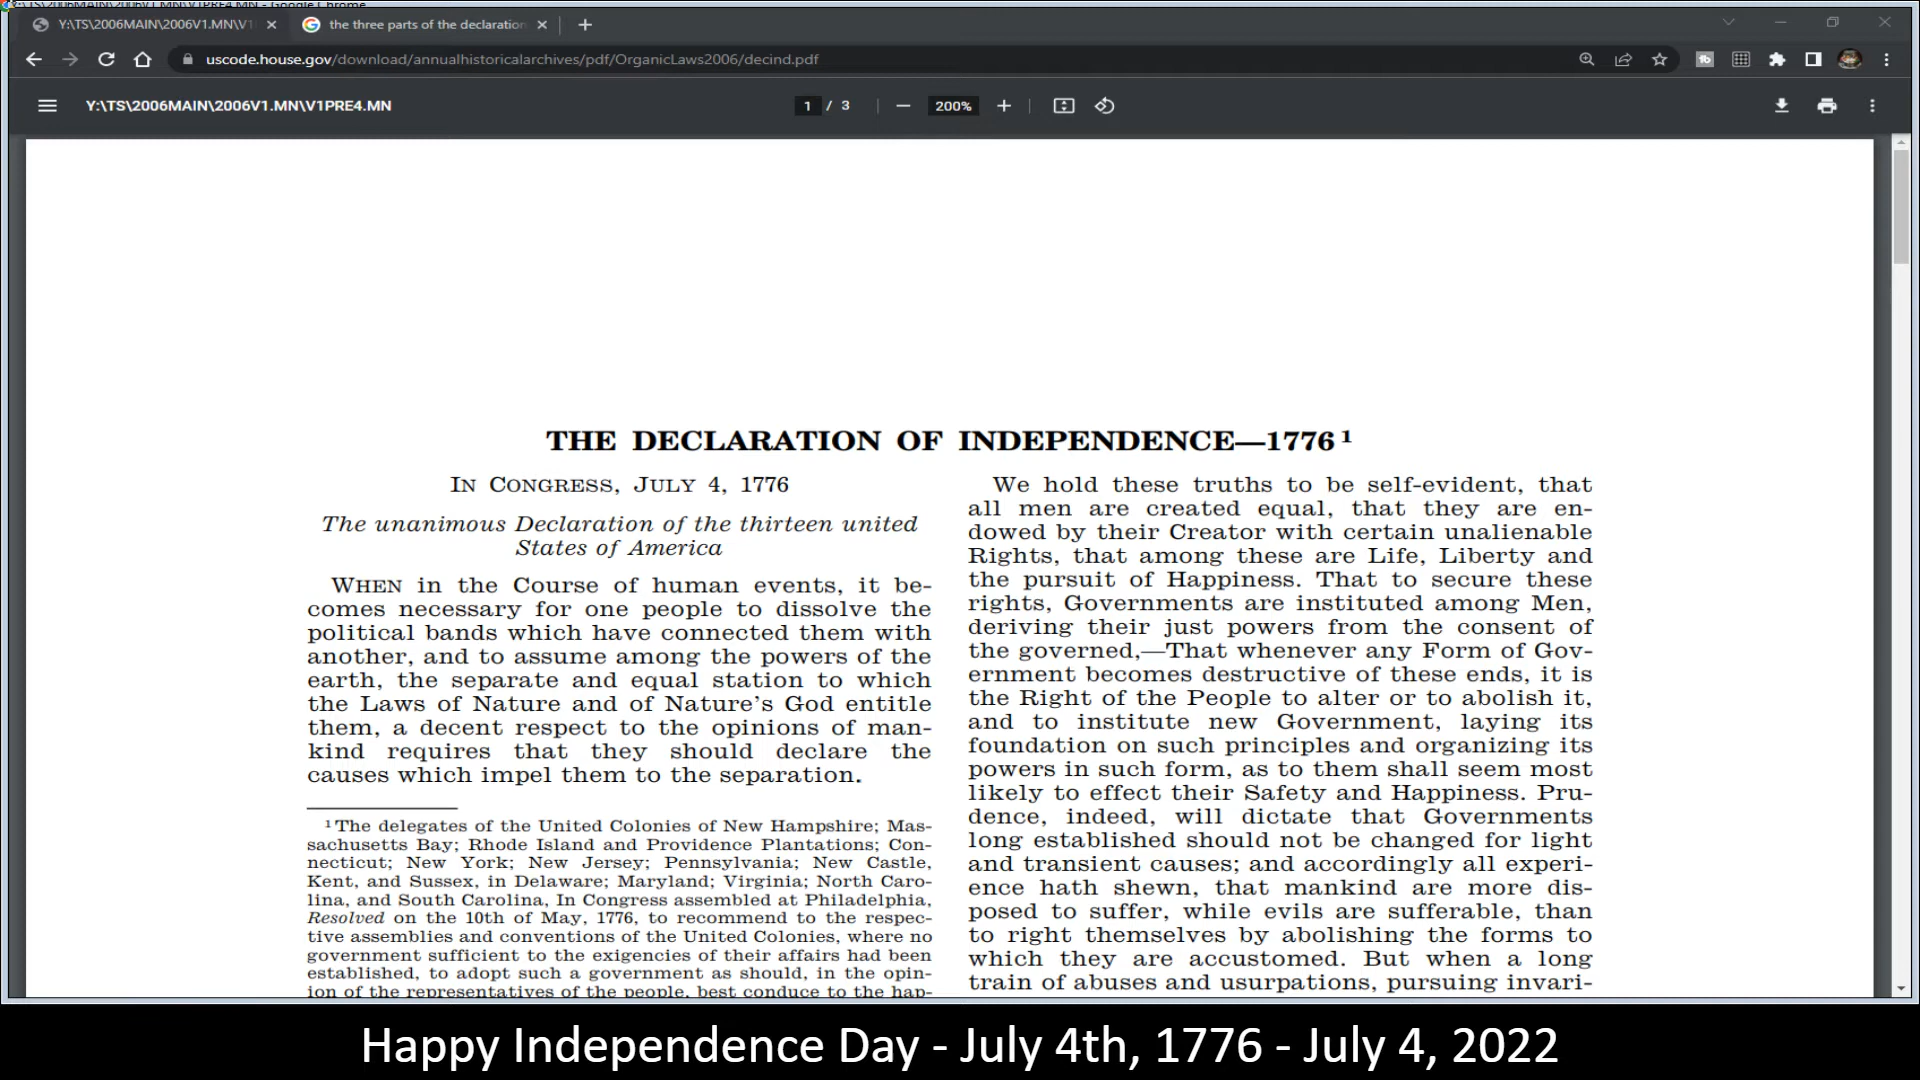 Y:\TS\2006MAIN\2006V1.MN\V1PRE4.MN - Google Chrome
Y:\TS\2006MAIN\2006V1.MN\V1
the three parts of the declaration
uscode.house.gov/download/annualhistoricalarchives/pdf/OrganicLaws2006/decind.pdf
Y:\TS\2006MAIN\2006V1.MN\V1PRE4.MN
1 / 3
200%
THE DECLARATION OF INDEPENDENCE—1776 1
IN CONGRESS, JULY 4, 1776
The unanimous Declaration of the thirteen united
States of America
WHEN in the Course of human events, it be-
comes necessary for one people to dissolve the
political bands which have connected them with
another, and to assume among the powers of the
earth, the separate and equal station to which
the Laws of Nature and of Nature's God entitle
them, a decent respect to the opinions of man-
kind requires that they should declare the
causes which impel them to the separation.
1 The delegates of the United Colonies of New Hampshire; Mas-
sachusetts Bay; Rhode Island and Providence Plantations; Con-
necticut; New York; New Jersey; Pennsylvania; New Castle,
Kent, and Sussex, in Delaware; Maryland; Virginia; North Caro-
lina, and South Carolina, In Congress assembled at Philadelphia,
Resolved on the 10th of May, 1776, to recommend to the respec-
tive assemblies and conventions of the United Colonies, where no
government sufficient to the exigencies of their affairs had been
established, to adopt such a government as should, in the opin-
ion of the representatives of the people, best conduce to the hap-
We hold these truths to be self-evident, that
all men are created equal, that they are en-
dowed by their Creator with certain unalienable
Rights, that among these are Life, Liberty and
the pursuit of Happiness. That to secure these
rights, Governments are instituted among Men,
deriving their just powers from the consent of
the governed,—That whenever any Form of Gov-
ernment becomes destructive of these ends, it is
the Right of the People to alter or to abolish it,
and to institute new Government, laying its
foundation on such principles and organizing its
powers in such form, as to them shall seem most
likely to effect their Safety and Happiness. Pru-
dence, indeed, will dictate that Governments
long established should not be changed for light
and transient causes; and accordingly all experi-
ence hath shewn, that mankind are more dis-
posed to suffer, while evils are sufferable, than
to right themselves by abolishing the forms to
which they are accustomed. But when a long
train of abuses and usurpations, pursuing invari-
Happy Independence Day - July 4th, 1776 - July 4, 2022